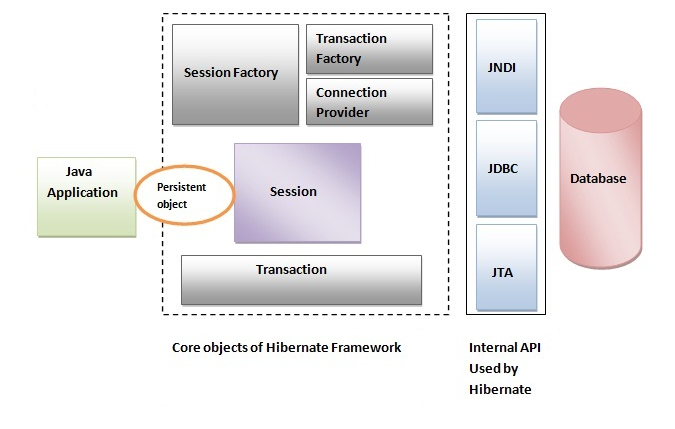 Session Factory
Transaction
Factory
Connection
Provider
Java
Application
Persistent
object
Session
Transaction
JNDI
JDBC
JTA
Database
Core objects of Hibernate Framework
Internal API
Used by
Hibernate